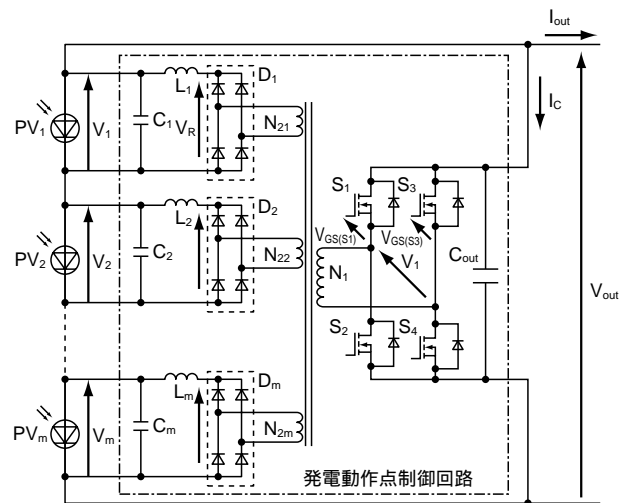 I_out
I_C
D_1
L_1
PV_1
V_1
C_1
V_R
N_21
D_2
L_2
PV_2
V_2
C_2
N_22
S_1
S_3
V_GS(S1)
V_GS(S3)
V_1
N_1
C_out
V_out
S_2
S_4
D_m
L_m
PV_m
V_m
C_m
N_2m
発電動作点制御回路